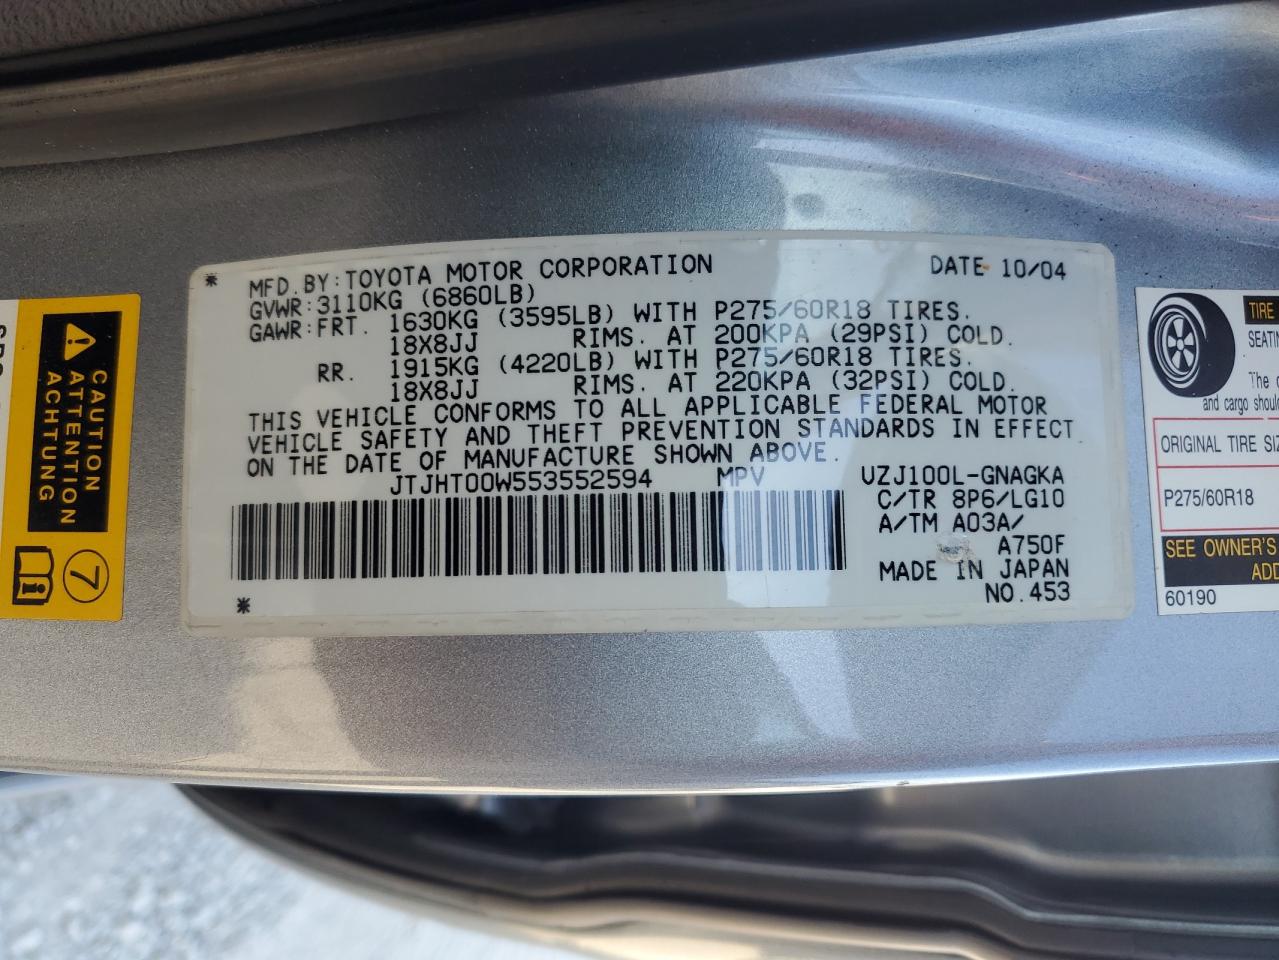 * MFD.BY:TOYOTA MOTOR CORPORATION DATE 10/04
GVWR:3110KG (6860LB)
GAWR:FRT. 1630KG (3595LB) WITH P275/60R18 TIRES.
18X8JJ RIMS. AT 200KPA (29PSI) COLD.
RR. 1915KG (4220LB) WITH P275/60R18 TIRES.
18X8JJ RIMS. AT 220KPA (32PSI) COLD.
THIS VEHICLE CONFORMS TO ALL APPLICABLE FEDERAL MOTOR
VEHICLE SAFETY AND THEFT PREVENTION STANDARDS IN EFFECT
ON THE DATE OF MANUFACTURE SHOWN ABOVE.
JTJHT00W553552594 MPV UZJ100L-GNAGKA
C/TR 8P6/LG10
A/TM A03A/
A750F
MADE IN JAPAN
* NO.453
CAUTION
ATTENTION
ACHTUNG
7
TIRE
SEATIN
The
and cargo shoul
ORIGINAL TIRE SIZ
P275/60R18
SEE OWNER'S
ADD
60190